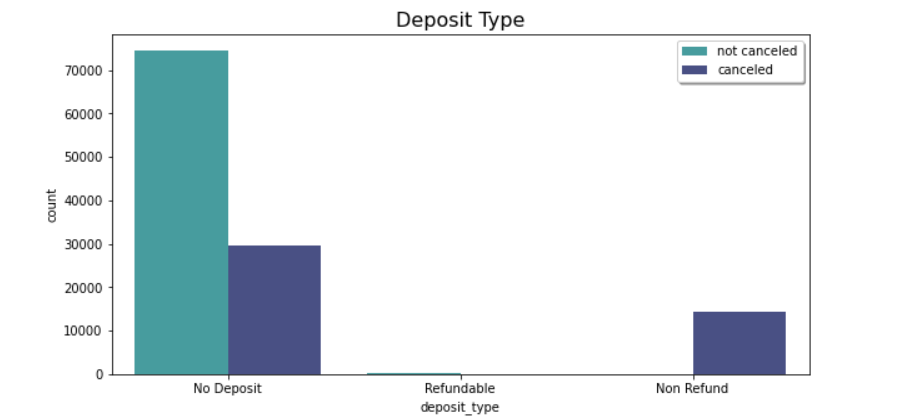 Deposit Type
not canceled
canceled
70000
60000
50000
40000
30000
20000
10000
0
count
No Deposit
Refundable
Non Refund
deposit_type